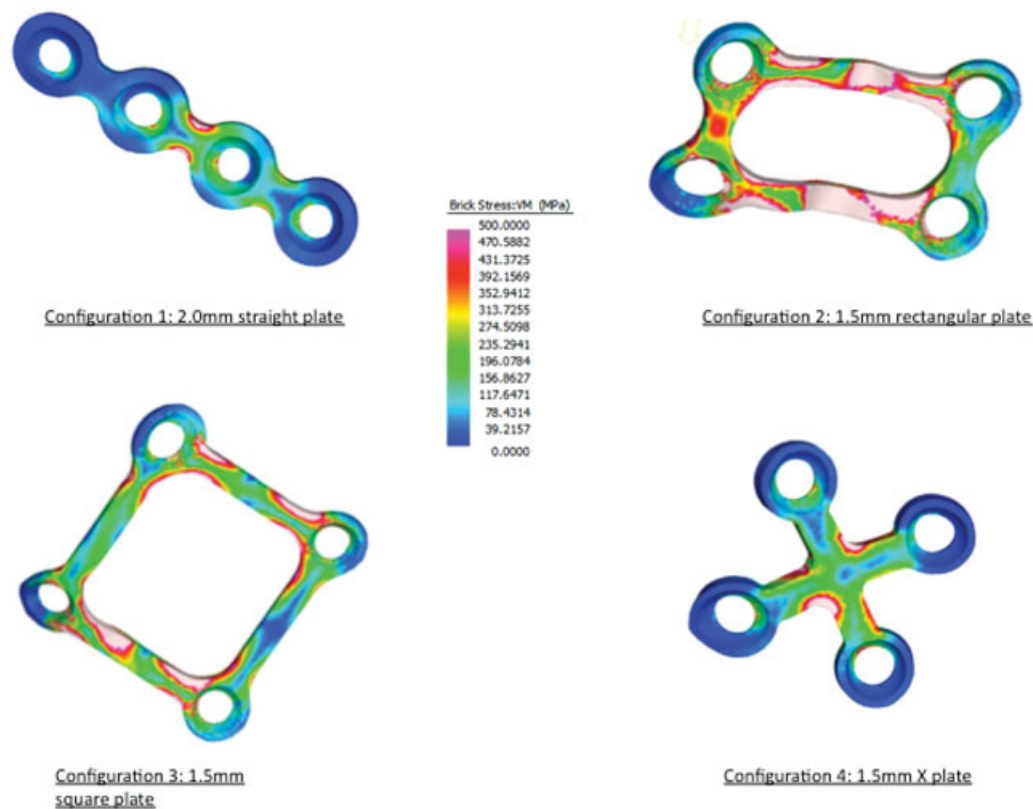 Brick Stress:VM (MPa)
500.0000
470.5882
431.3725
392.1569
352.9412
313.7255
274.5098
235.2941
196.0784
156.8627
117.6471
78.4314
39.2157
0.0000
Configuration 1: 2.0mm straight plate
Configuration 2: 1.5mm rectangular plate
Configuration 3: 1.5mm
square plate
Configuration 4: 1.5mm X plate